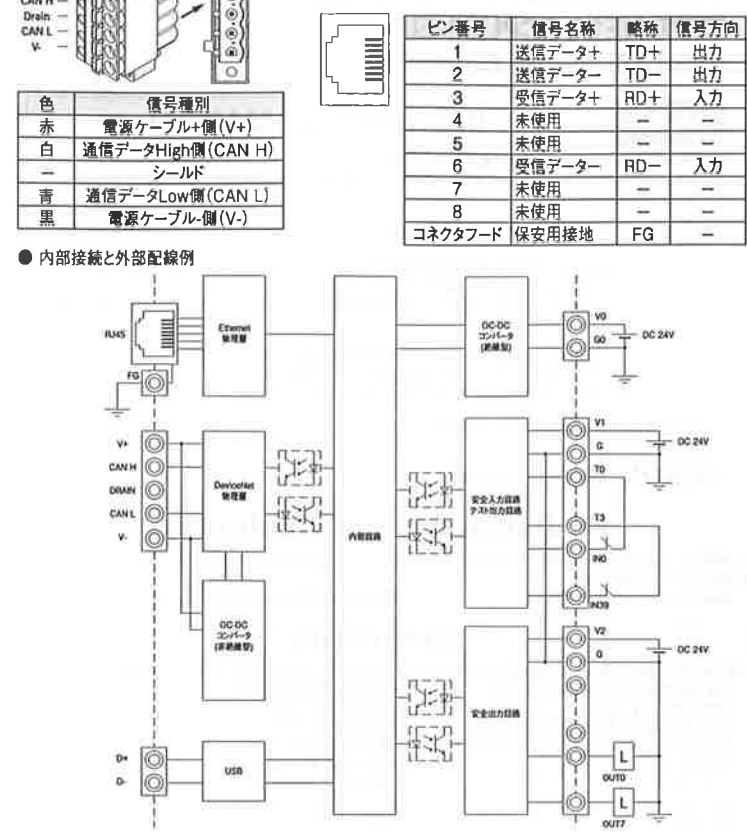 CAN H
Drain
CAN L
V-
色 信号種別
赤 電源ケーブル+側(V+)
白 通信データHigh側(CAN H)
ー シールド
青 通信データLow側(CAN L)
黒 電源ケーブル-側(V-)
ピン番号 信号名称 略称 信号方向
1 送信データ+ TD+ 出力
2 送信データー TD− 出力
3 受信データ+ RD+ 入力
4 未使用 − −
5 未使用 − −
6 受信データー RD− 入力
7 未使用 − −
8 未使用 − −
コネクタフード 保安用接地 FG −
● 内部接続と外部配線例
RJ45
FG
Ethernet
物理層
V+
CAN H
DRAIN
CAN L
V-
DeviceNet
物理層
DC-DC
コンバータ
(非絶縁型)
D+
D-
USB
内部回路
DC-DC
コンバータ
(絶縁型)
V0
G0
DC 24V
安全入力回路
テスト出力回路
V1
G
T0
T3
IN0
IN39
DC 24V
安全出力回路
V2
G
DC 24V
L
OUT0
L
OUT7